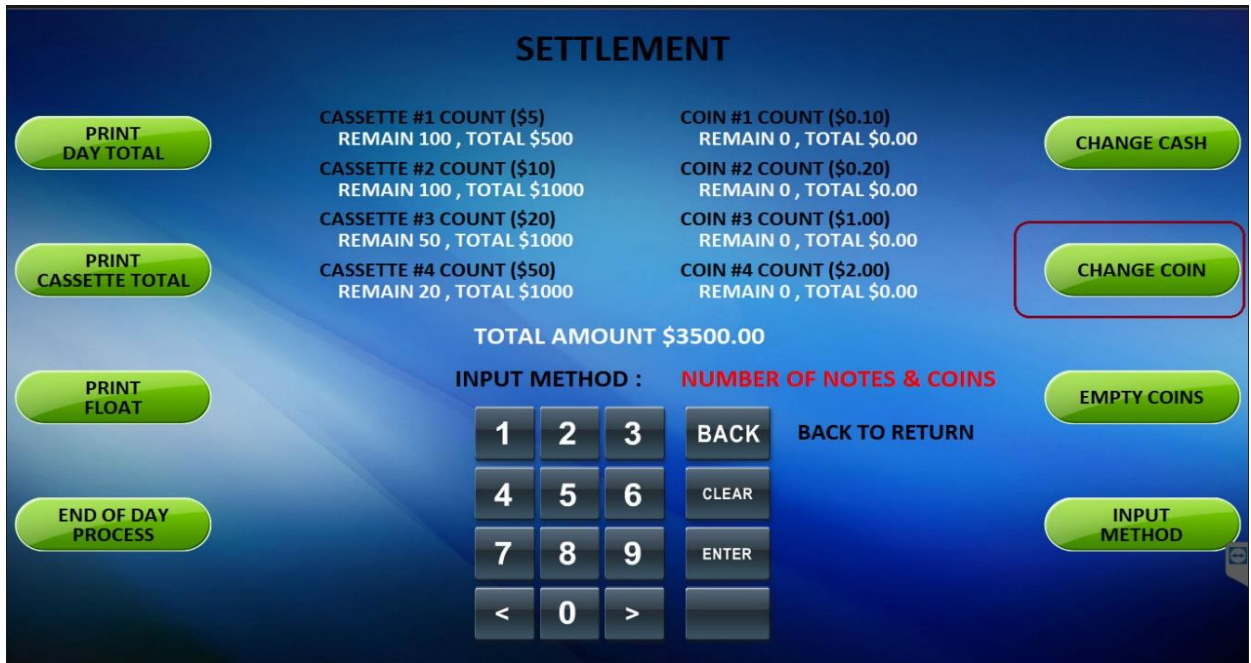 SETTLEMENT
PRINT
DAY TOTAL
PRINT
CASSETTE TOTAL
PRINT
FLOAT
END OF DAY
PROCESS
CASSETTE #1 COUNT ($5)
REMAIN 100 , TOTAL $500
CASSETTE #2 COUNT ($10)
REMAIN 100 , TOTAL $1000
CASSETTE #3 COUNT ($20)
REMAIN 50 , TOTAL $1000
CASSETTE #4 COUNT ($50)
REMAIN 20 , TOTAL $1000
COIN #1 COUNT ($0.10)
REMAIN 0 , TOTAL $0.00
COIN #2 COUNT ($0.20)
REMAIN 0 , TOTAL $0.00
COIN #3 COUNT ($1.00)
REMAIN 0 , TOTAL $0.00
COIN #4 COUNT ($2.00)
REMAIN 0 , TOTAL $0.00
TOTAL AMOUNT $3500.00
INPUT METHOD : NUMBER OF NOTES & COINS
1 2 3 BACK BACK TO RETURN
4 5 6 CLEAR
7 8 9 ENTER
< 0 >
CHANGE CASH
CHANGE COIN
EMPTY COINS
INPUT
METHOD